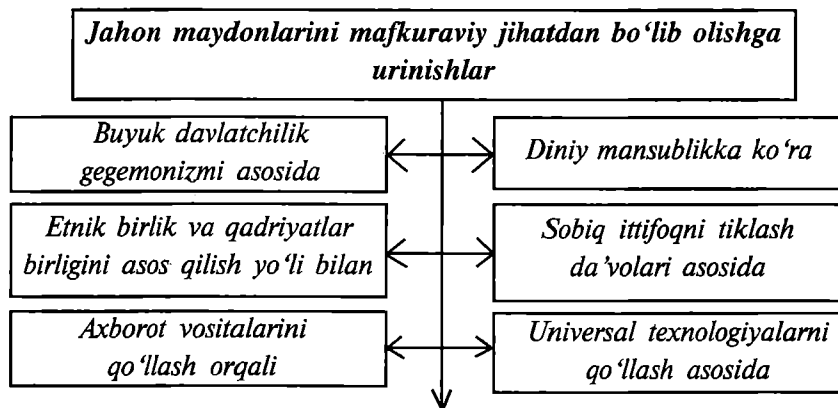 Jahon maydonlarini mafkuraviy jihatdan bo‘lib olishga
urinishlar
Buyuk davlatchilik
gegemonizmi asosida
Diniy mansublikka ko‘ra
Etnik birlik va qadriyatlar
birligini asos qilish yo‘li bilan
Sobiq ittifoqni tiklash
da’volari asosida
Axborot vositalarini
qo‘llash orqali
Universal texnologiyalarni
qo‘llash asosida